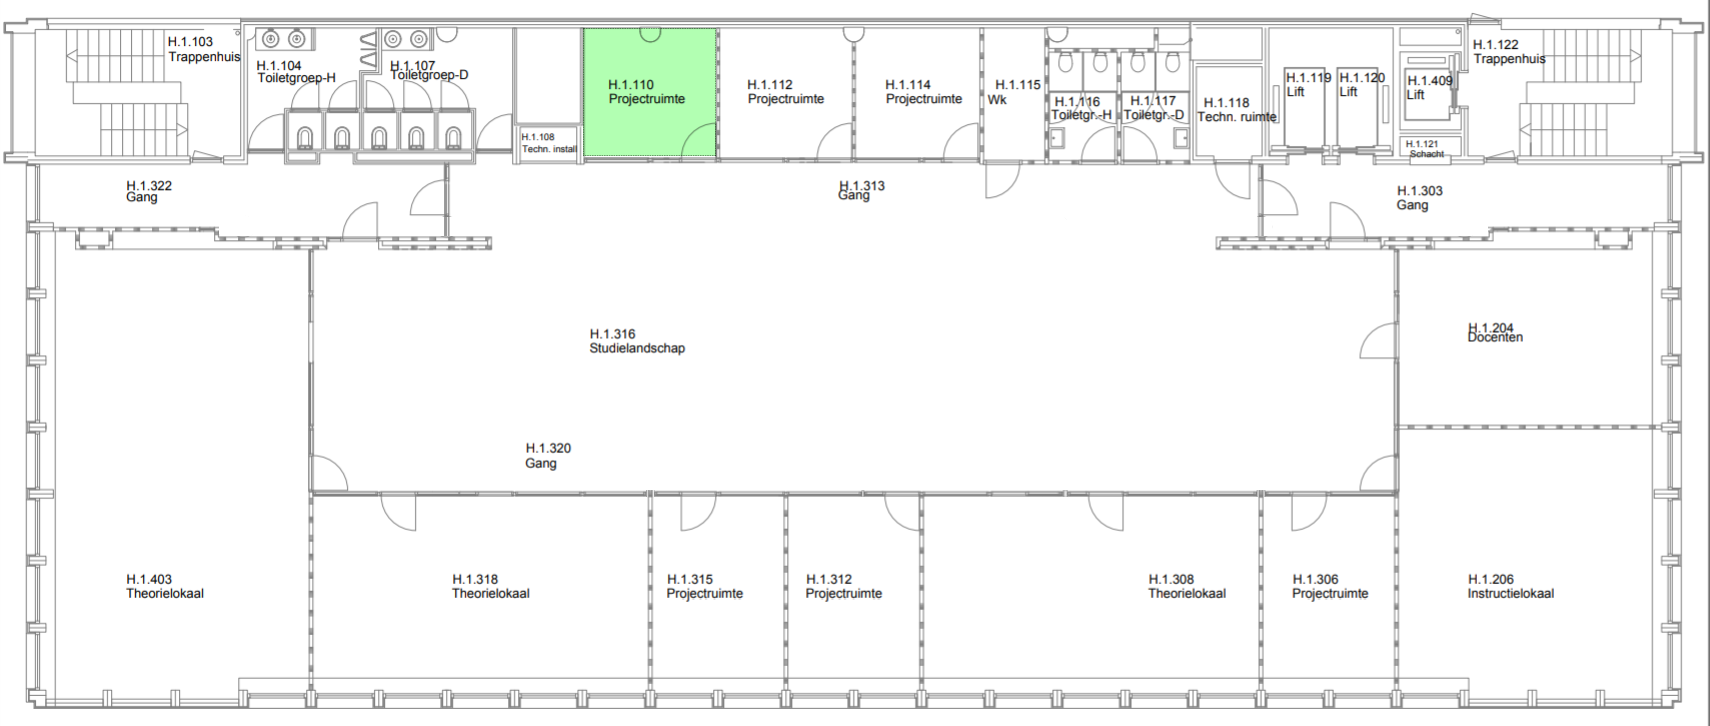 H.1.103
Trappenhuis
H.1.104
Toiletgroep-H
H.1.107
Toiletgroep-D
H.1.108
Techn. install
H.1.110
Projectruimte
H.1.112
Projectruimte
H.1.114
Projectruimte
H.1.115
Wk
H.1.116
Toiletgr.-H
H.1.117
Toiletgr.-D
H.1.118
Techn. ruimte
H.1.119
Lift
H.1.120
Lift
H.1.409
Lift
H.1.121
Schacht
H.1.122
Trappenhuis
H.1.322
Gang
H.1.313
Gang
H.1.303
Gang
H.1.316
Studielandschap
H.1.204
Docenten
H.1.320
Gang
H.1.403
Theorielokaal
H.1.318
Theorielokaal
H.1.315
Projectruimte
H.1.312
Projectruimte
H.1.308
Theorielokaal
H.1.306
Projectruimte
H.1.206
Instructielokaal